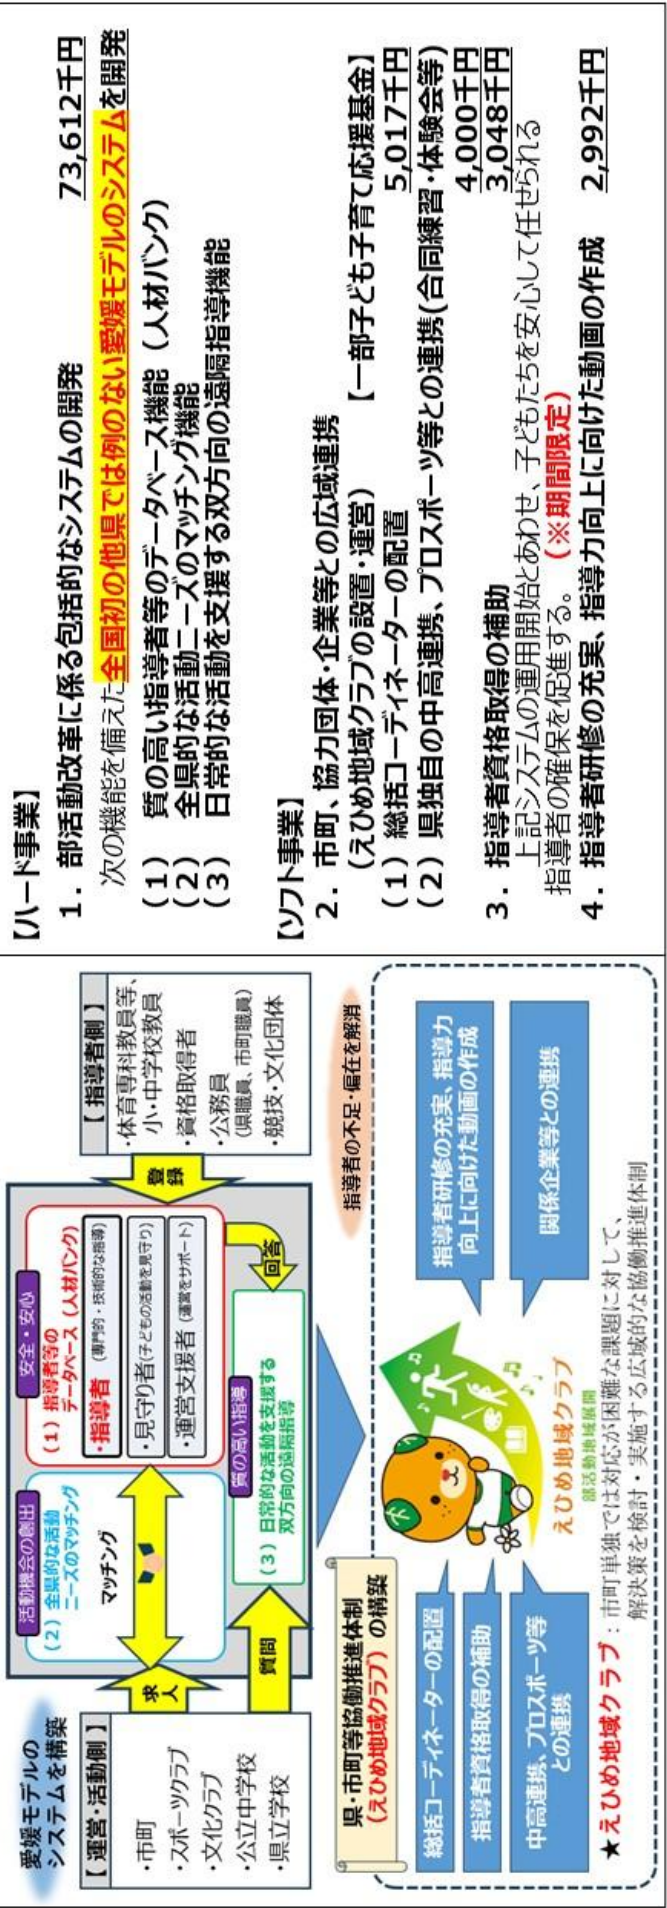 愛媛モデルの
システムを構築
【 運営・活動側 】
・市町
・スポーツクラブ
・文化クラブ
・公立中学校
・県立学校
求人
質問
活動機会の創出
(2) 全県的な活動
ニーズのマッチング
マッチング
安全・安心
(1) 指導者等の
データベース(人材バンク)
・指導者 (専門的・技術的な指導)
・見守り者(子どもの活動を見守り)
・運営支援者 (運営をサポート)
質の高い指導
(3) 日常的な活動を支援する
双方向の遠隔指導
登録
回答
【 指導者側 】
・体育専科教員等、
小・中学校教員
・資格取得者
・公務員
(県職員、市町職員)
・競技・文化団体
指導者の不足・偏在を解消
県・市町等協働推進体制
(えひめ地域クラブ) の構築
総括コーディネーターの配置
指導者資格取得の補助
中高連携、プロスポーツ等
との連携
えひめ地域クラブ
部活動地域展開
指導者研修の充実、指導力
向上に向けた動画の作成
関係企業等との連携
★えひめ地域クラブ:市町単独では対応が困難な課題に対して、
解決策を検討・実施する広域的な協働推進体制
【ハード事業】
1.部活動改革に係る包括的なシステムの開発 73,612千円
次の機能を備えた全国初の他県では例のない愛媛モデルのシステムを開発
(1) 質の高い指導者等のデータベース機能(人材バンク)
(2) 全県的な活動ニーズのマッチング機能
(3) 日常的な活動を支援する双方向の遠隔指導機能
【ソフト事業】
2.市町、協力団体・企業等との広域連携
(えひめ地域クラブの設置・運営) 【一部子ども子育て応援基金】
(1)総括コーディネーターの配置 5,017千円
(2)県独自の中高連携、プロスポーツ等との連携(合同練習・体験会等)
4,000千円
3.指導者資格取得の補助 3,048千円
上記システムの運用開始とあわせ、子どもたちを安心して任せられる
指導者の確保を促進する。(※期間限定)
4.指導者研修の充実、指導力向上に向けた動画の作成 2,992千円